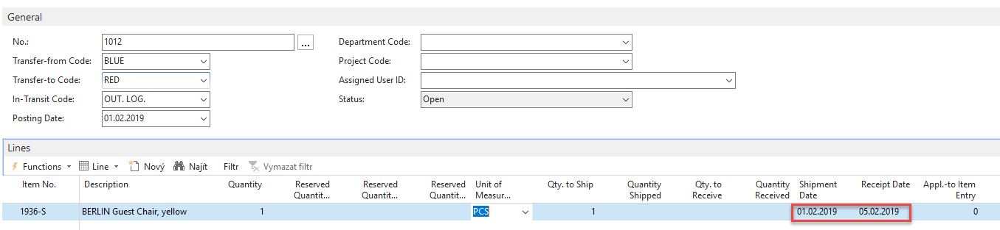 General
No.: 1012 ... Department Code:
Transfer-from Code: BLUE Project Code:
Transfer-to Code: RED Assigned User ID:
In-Transit Code: OUT. LOG. Status: Open
Posting Date: 01.02.2019
Lines
Functions Line Nový Najít Filtr Vymazat filtr
Item No. Description Quantity Reserved Reserved Reserved Unit of Qty. to Ship Quantity Qty. to Quantity Shipment Receipt Date Appl.-to Item
Quantit... Quantit... Quantit... Measur... Shipped Receive Received Date Entry
1936-S BERLIN Guest Chair, yellow 1 PCS 1 01.02.2019 05.02.2019 0